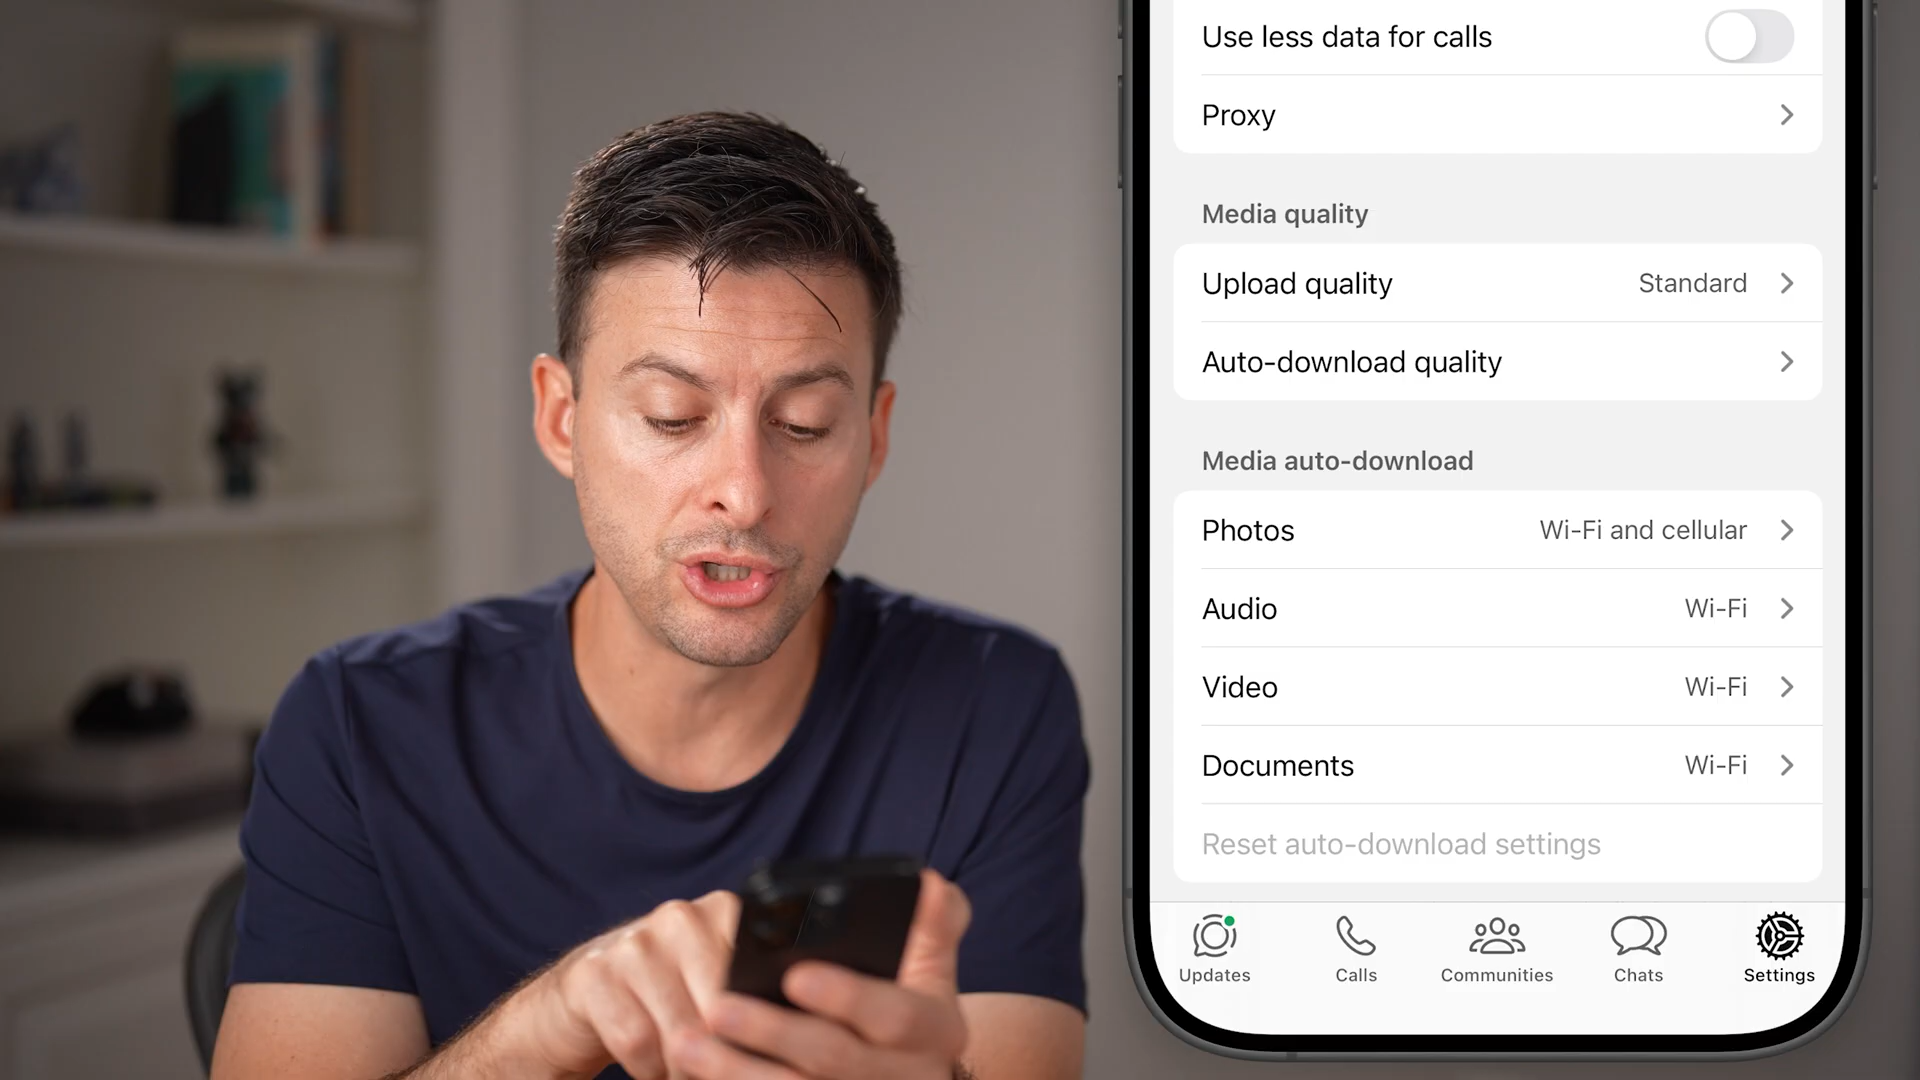 Use less data for calls
Proxy
Media quality
Upload quality Standard
Auto-download quality
Media auto-download
Photos Wi-Fi and cellular
Audio Wi-Fi
Video Wi-Fi
Documents Wi-Fi
Reset auto-download settings
Updates Calls Communities Chats Settings